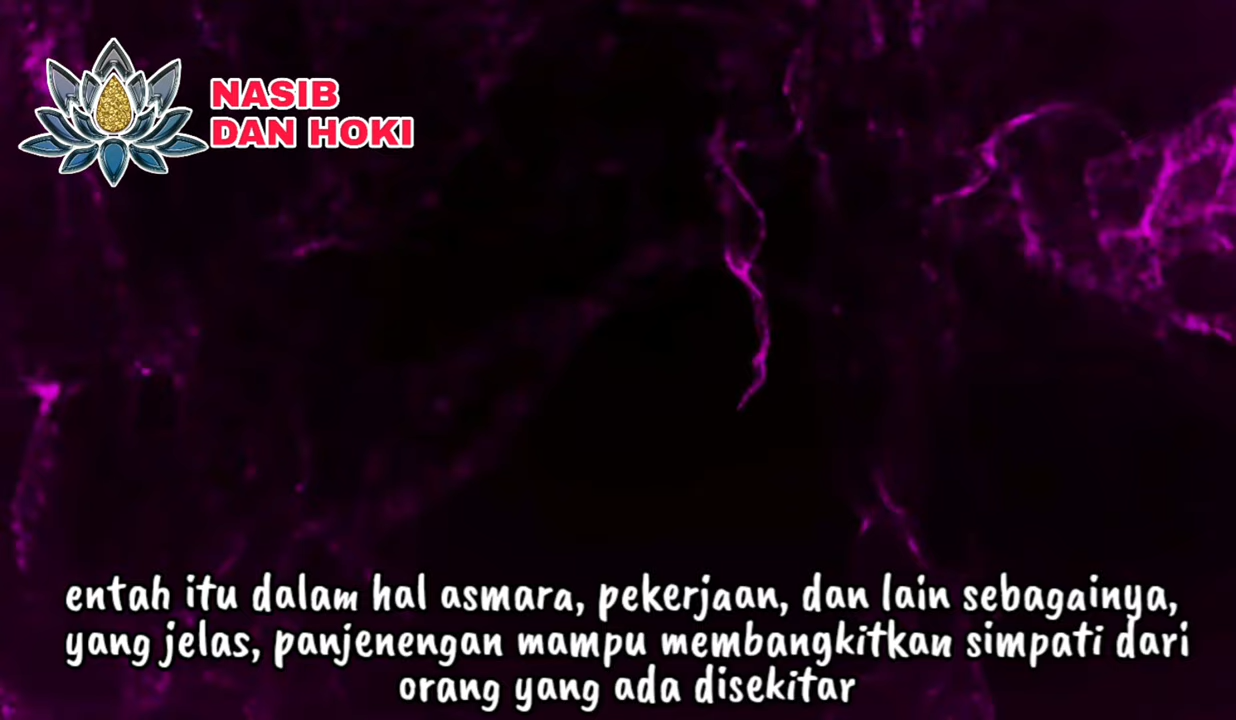 NASIB
DAN HOKI
entah itu dalam hal asmara, pekerjaan, dan lain sebagainya,
yang jelas, panjenengan mampu membangkitkan simpati dari
orang yang ada disekitar